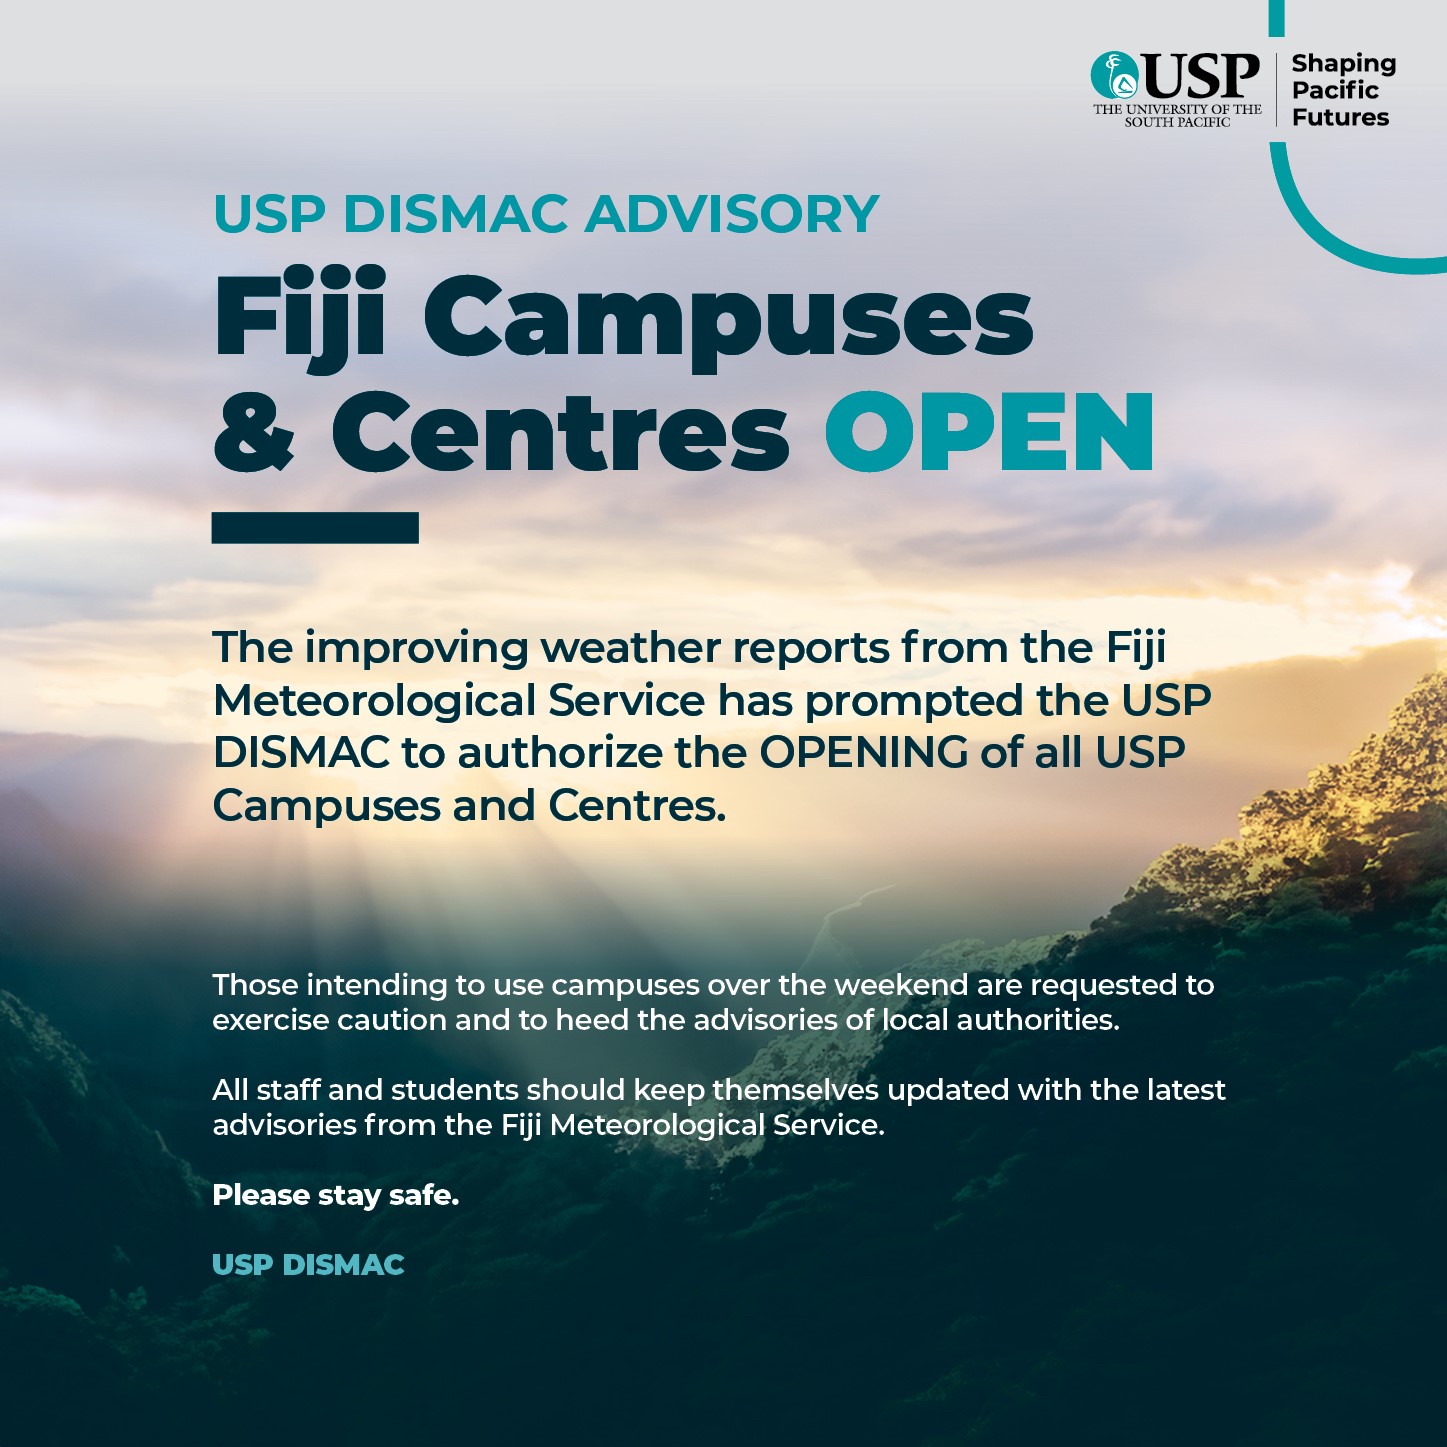 USP
THE UNIVERSITY OF THE
SOUTH PACIFIC
Shaping
Pacific
Futures
USP DISMAC ADVISORY
Fiji Campuses
& Centres OPEN
The improving weather reports from the Fiji
Meteorological Service has prompted the USP
DISMAC to authorize the OPENING of all USP
Campuses and Centres.
Those intending to use campuses over the weekend are requested to
exercise caution and to heed the advisories of local authorities.
All staff and students should keep themselves updated with the latest
advisories from the Fiji Meteorological Service.
Please stay safe.
USP DISMAC